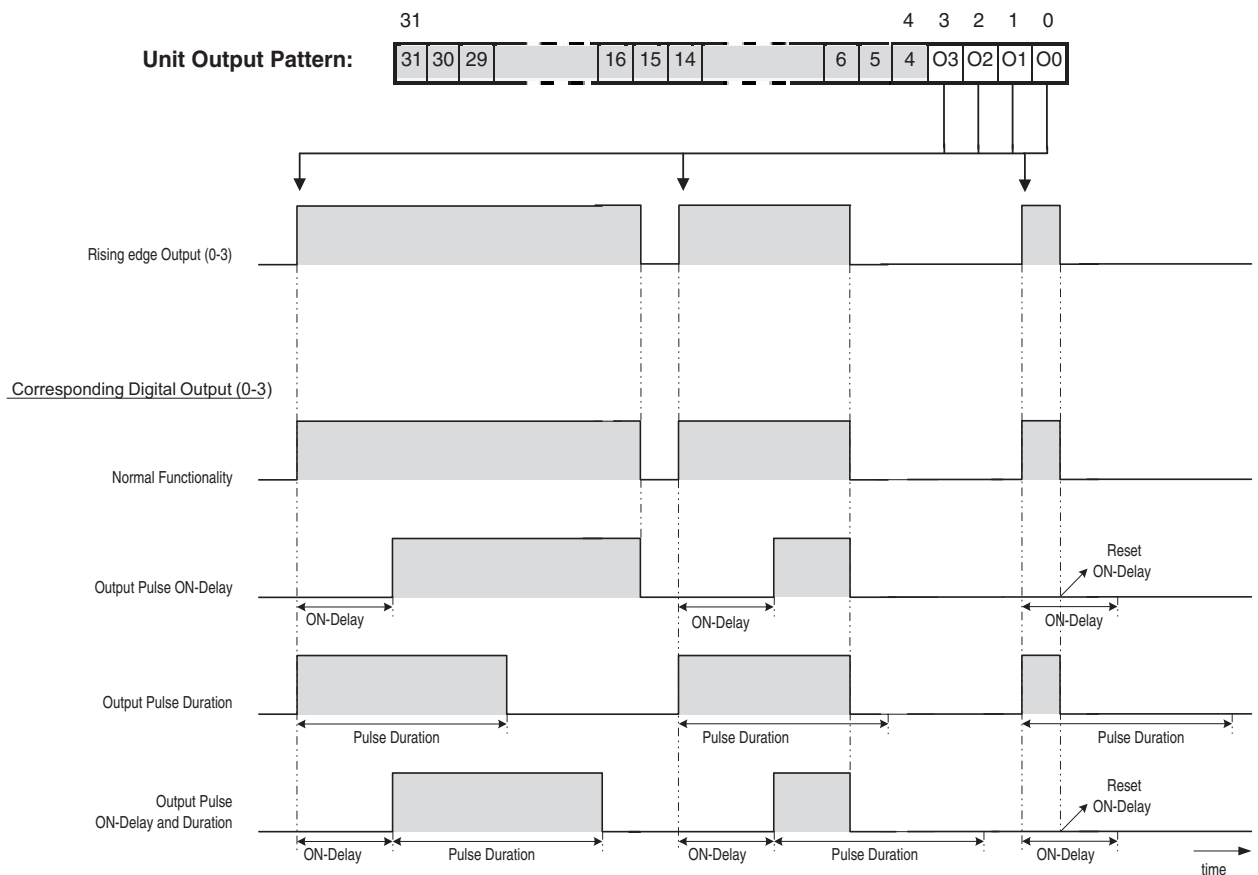 31 4 3 2 1 0
Unit Output Pattern: 31 30 29 16 15 14 6 5 4 O3 O2 O1 O0
Rising edge Output (0-3)
Corresponding Digital Output (0-3)
Normal Functionality
Output Pulse ON-Delay
ON-Delay
ON-Delay
Reset
ON-Delay
ON-Delay
Output Pulse Duration
Pulse Duration
Pulse Duration
Pulse Duration
Output Pulse
ON-Delay and Duration
Reset
ON-Delay
ON-Delay
Pulse Duration
ON-Delay
Pulse Duration
ON-Delay
time